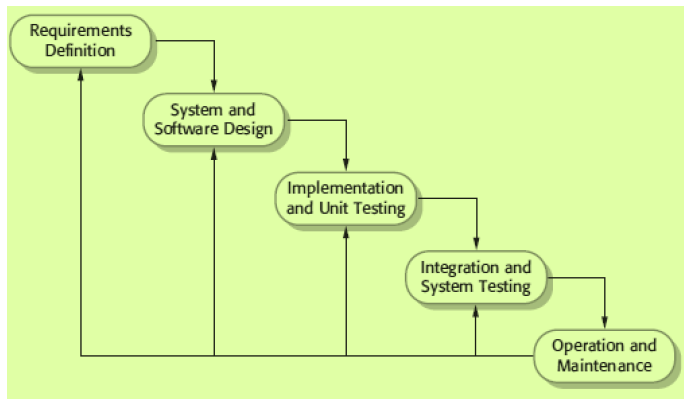 Requirements
Definition
System and
Software Design
Implementation
and Unit Testing
Integration and
System Testing
Operation and
Maintenance